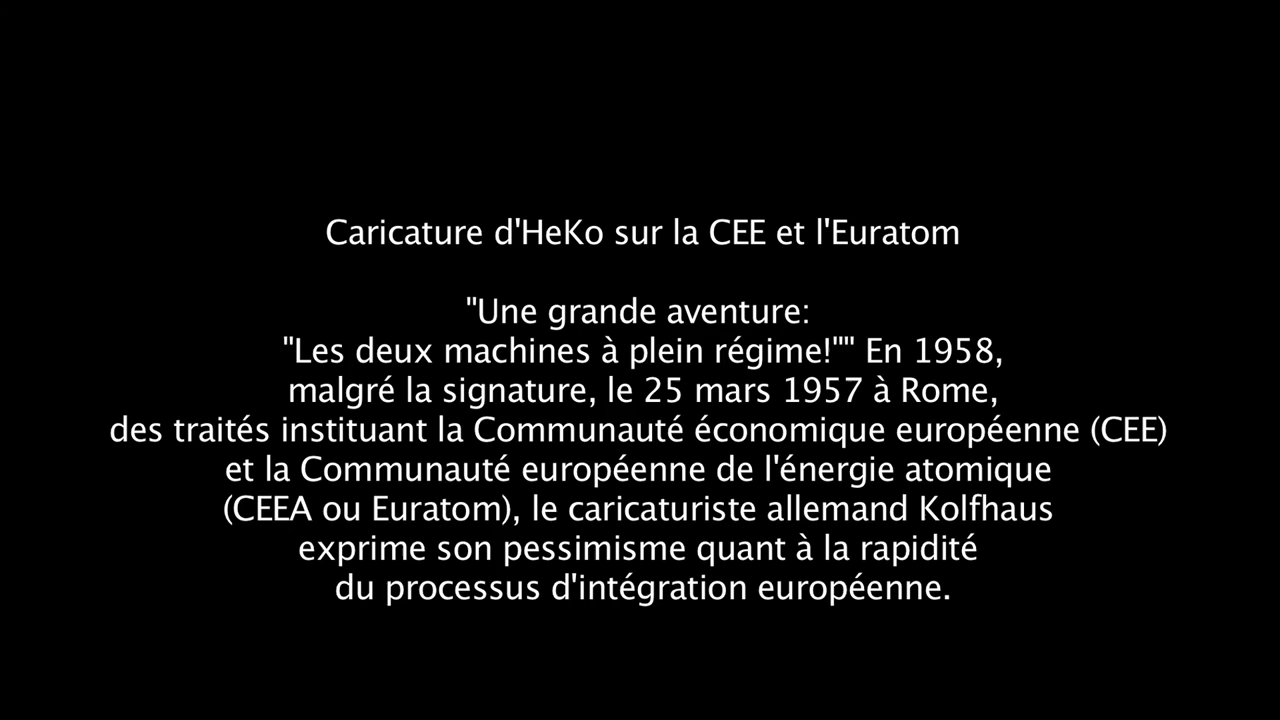 Caricature d'HeKo sur la CEE et l'Euratom
"Une grande aventure:
"Les deux machines à plein régime!"" En 1958,
malgré la signature, le 25 mars 1957 à Rome,
des traités instituant la Communauté économique européenne (CEE)
et la Communauté européenne de l'énergie atomique
(CEEA ou Euratom), le caricaturiste allemand Kolfhaus
exprime son pessimisme quant à la rapidité
du processus d'intégration européenne.